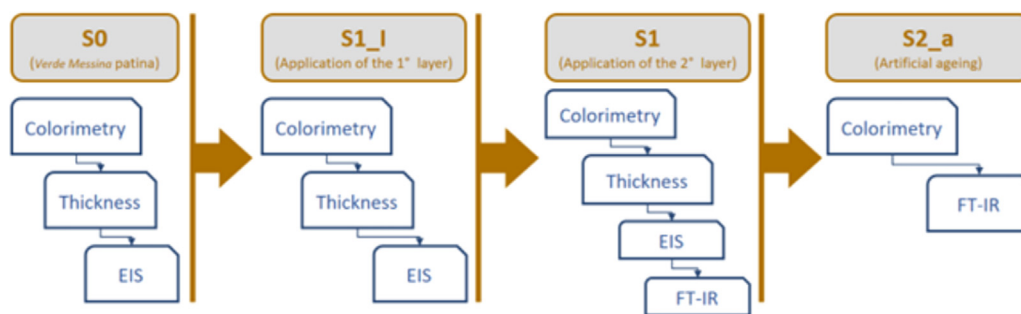 S0
(Verde Messina patina)
Colorimetry
Thickness
EIS
S1_I
(Application of the 1° layer)
Colorimetry
Thickness
EIS
S1
(Application of the 2° layer)
Colorimetry
Thickness
EIS
FT-IR
S2_a
(Artificial ageing)
Colorimetry
FT-IR